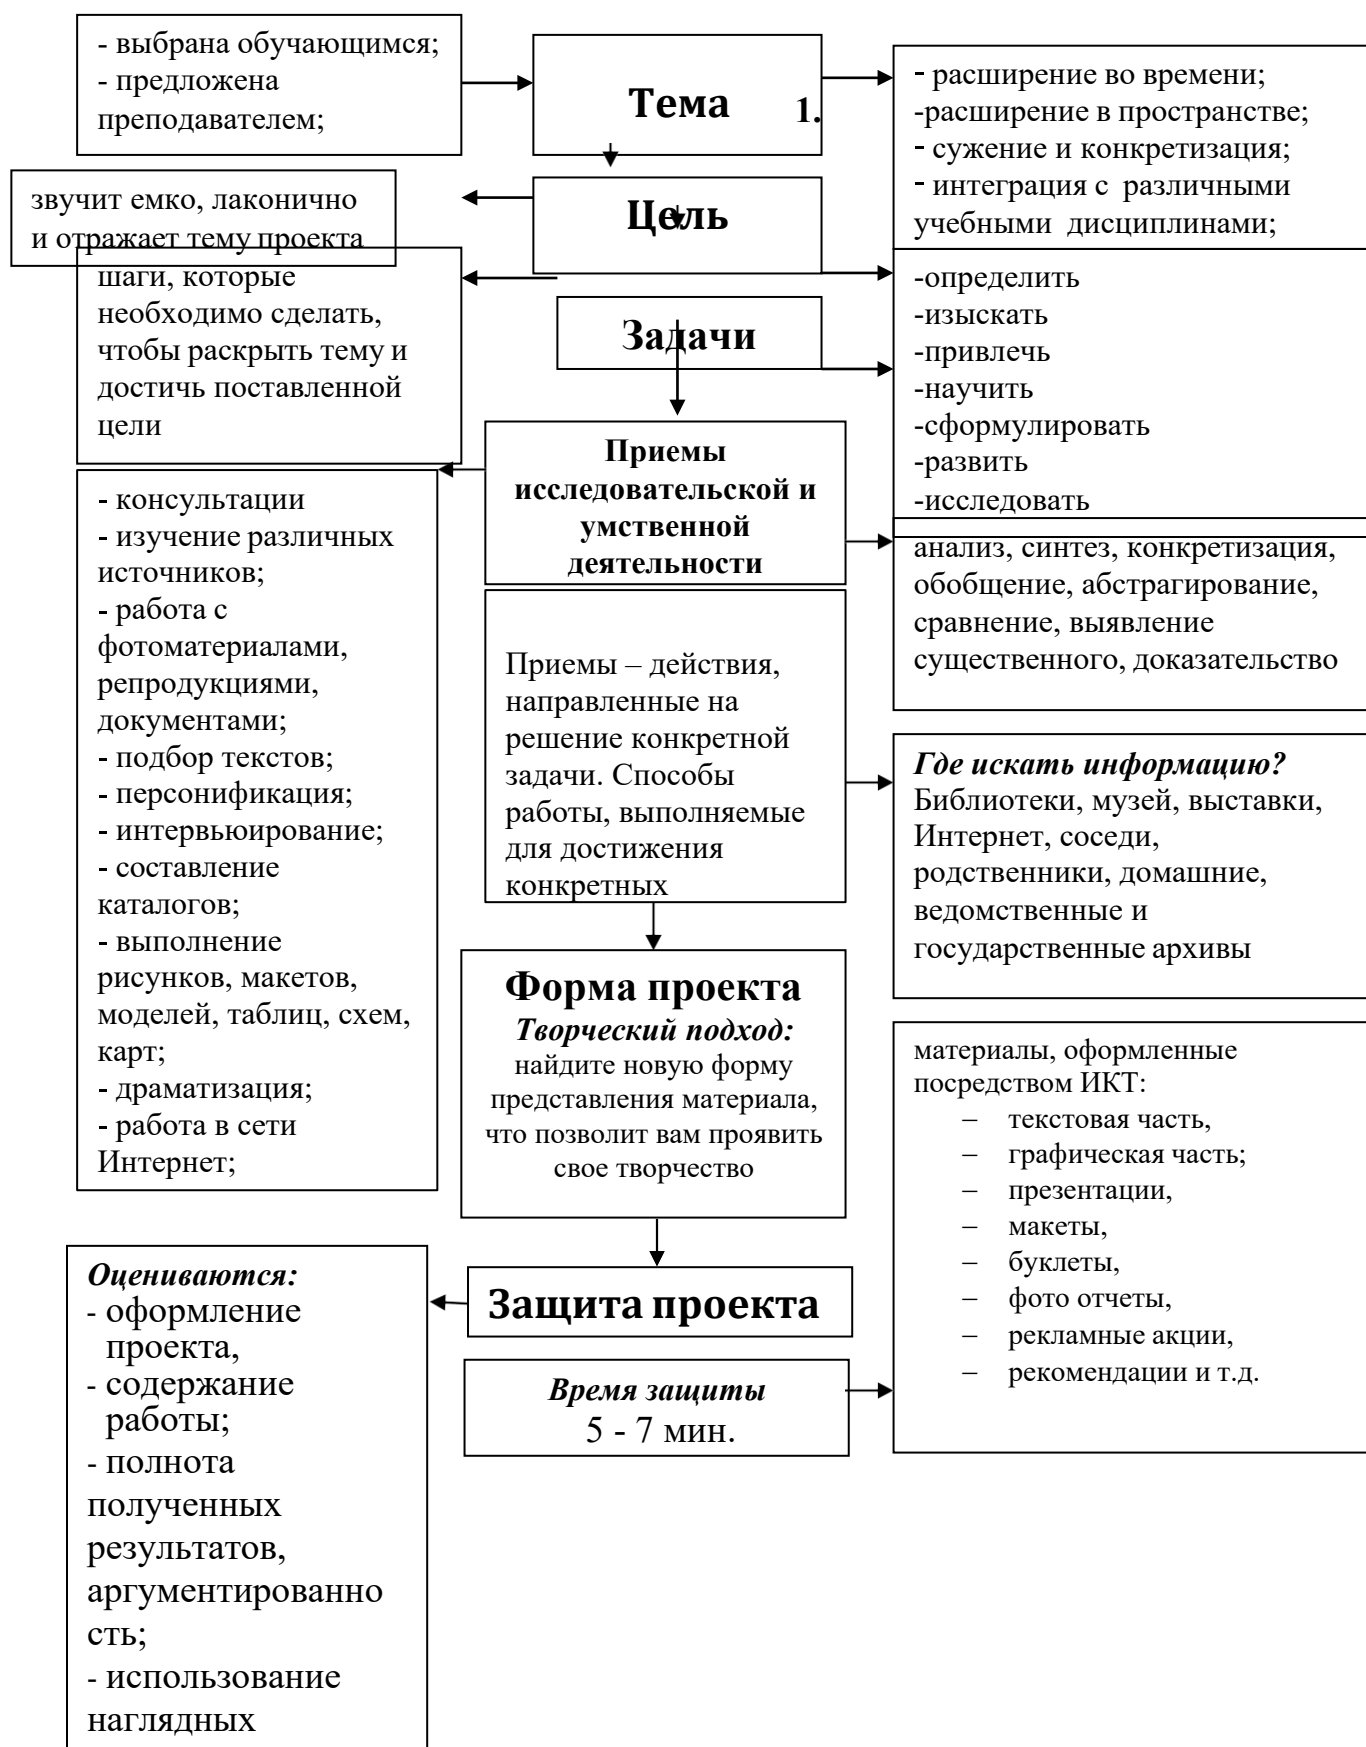 - выбрана обучающимся;
- предложена
преподавателем;
Тема 1.
- расширение во времени;
-расширение в пространстве;
- сужение и конкретизация;
- интеграция с различными
учебными дисциплинами;
звучит емко, лаконично
и отражает тему проекта
Цель
шаги, которые
необходимо сделать,
чтобы раскрыть тему и
достичь поставленной
цели
Задачи
-определить
-изыскать
-привлечь
-научить
-сформулировать
-развить
-исследовать
Приемы
исследовательской и
умственной
деятельности
анализ, синтез, конкретизация,
обобщение, абстрагирование,
сравнение, выявление
существенного, доказательство
- консультации
- изучение различных
источников;
- работа с
фотоматериалами,
репродукциями,
документами;
- подбор текстов;
- персонификация;
- интервьюирование;
- составление
каталогов;
- выполнение
рисунков, макетов,
моделей, таблиц, схем,
карт;
- драматизация;
- работа в сети
Интернет;
Приемы – действия,
направленные на
решение конкретной
задачи. Способы
работы, выполняемые
для достижения
конкретных
Где искать информацию?
Библиотеки, музей, выставки,
Интернет, соседи,
родственники, домашние,
ведомственные и
государственные архивы
Форма проекта
Творческий подход:
найдите новую форму
представления материала,
что позволит вам проявить
свое творчество
материалы, оформленные
посредством ИКТ:
– текстовая часть,
– графическая часть;
– презентации,
– макеты,
– буклеты,
– фото отчеты,
– рекламные акции,
– рекомендации и т.д.
Защита проекта
Время защиты
5 - 7 мин.
Оцениваются:
- оформление
проекта,
- содержание
работы;
- полнота
полученных
результатов,
аргументированно
сть;
- использование
наглядных